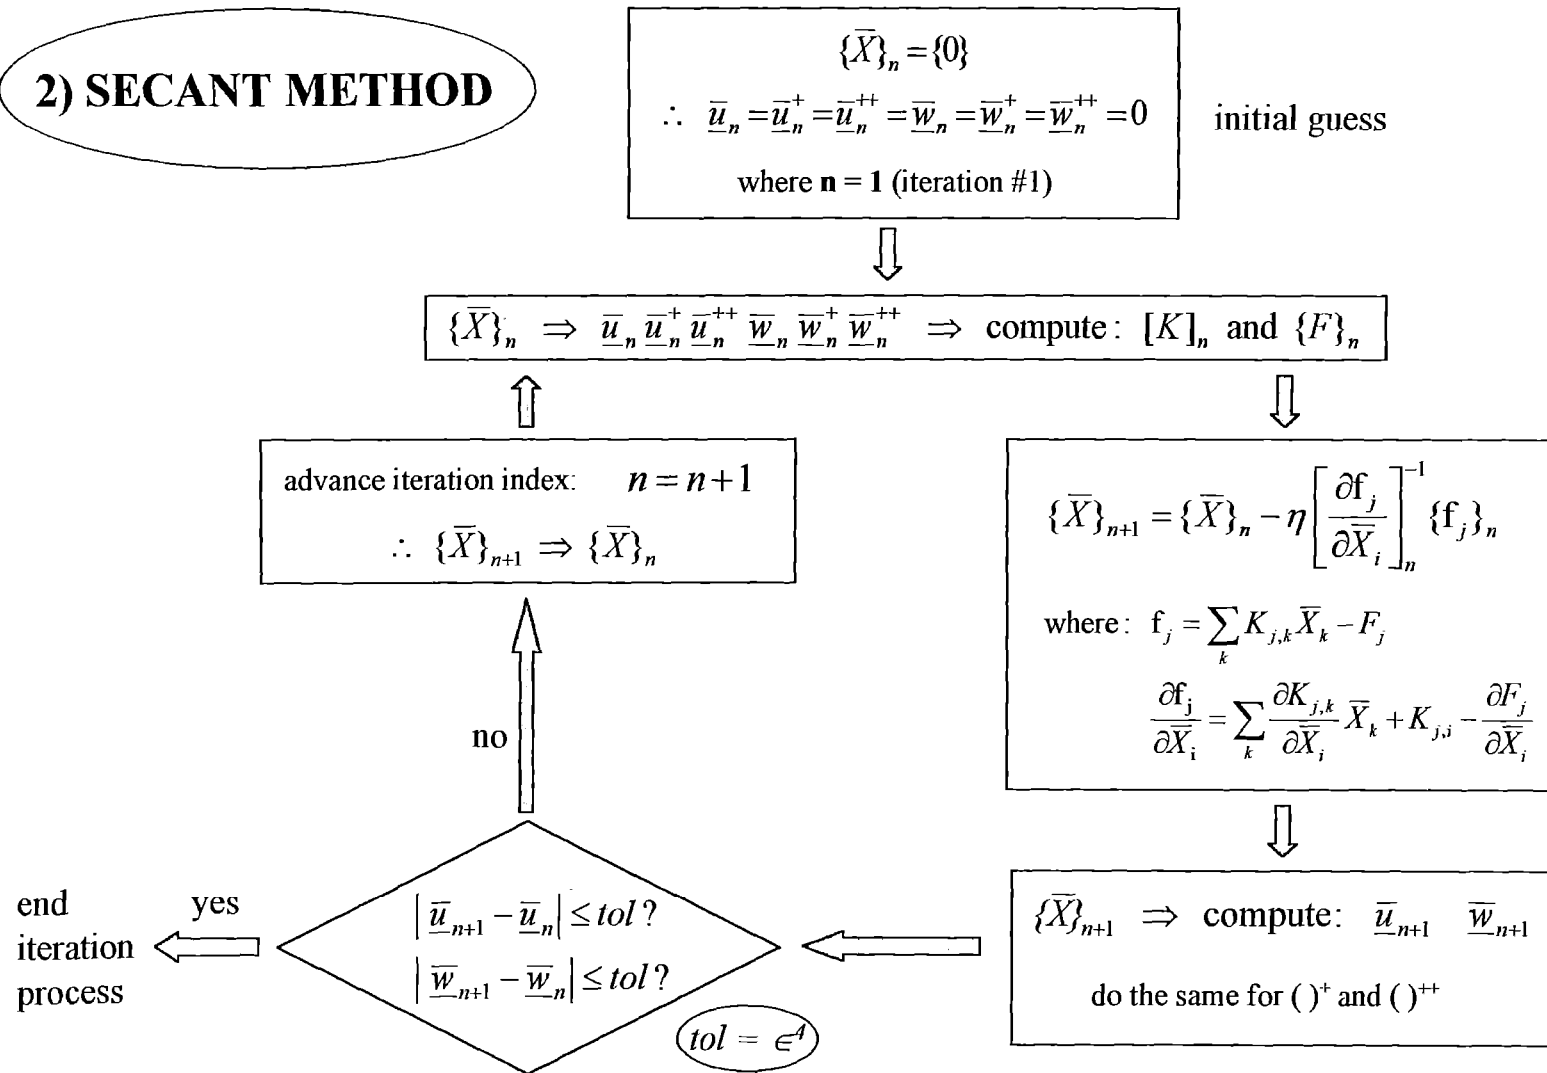 2) SECANT METHOD
{X̄}ₙ = {0}
∴ u̲̅ₙ = u̲̅ₙ⁺ = u̲̅ₙ⁺⁺ = w̲̅ₙ = w̲̅ₙ⁺ = w̲̅ₙ⁺⁺ = 0
where n = 1 (iteration #1)
initial guess
{X̄}ₙ ⇒ u̲̅ₙ u̲̅ₙ⁺ u̲̅ₙ⁺⁺ w̲̅ₙ w̲̅ₙ⁺ w̲̅ₙ⁺⁺ ⇒ compute: [K]ₙ and {F}ₙ
advance iteration index: n = n+1
∴ {X̄}ₙ₊₁ ⇒ {X̄}ₙ
{X̄}ₙ₊₁ = {X̄}ₙ − η [∂fⱼ/∂X̄ᵢ]ₙ⁻¹ {fⱼ}ₙ
where: fⱼ = ∑ₖ Kⱼ,ₖ X̄ₖ − Fⱼ
∂fⱼ/∂X̄ᵢ = ∑ₖ ∂Kⱼ,ₖ/∂X̄ᵢ X̄ₖ + Kⱼ,ᵢ − ∂Fⱼ/∂X̄ᵢ
{X̄}ₙ₊₁ ⇒ compute: u̲̅ₙ₊₁ w̲̅ₙ₊₁
do the same for ( )⁺ and ( )⁺⁺
| u̲̅ₙ₊₁ − u̲̅ₙ | ≤ tol ?
| w̲̅ₙ₊₁ − w̲̅ₙ | ≤ tol ?
tol = ∈⁴
no
yes
end
iteration
process